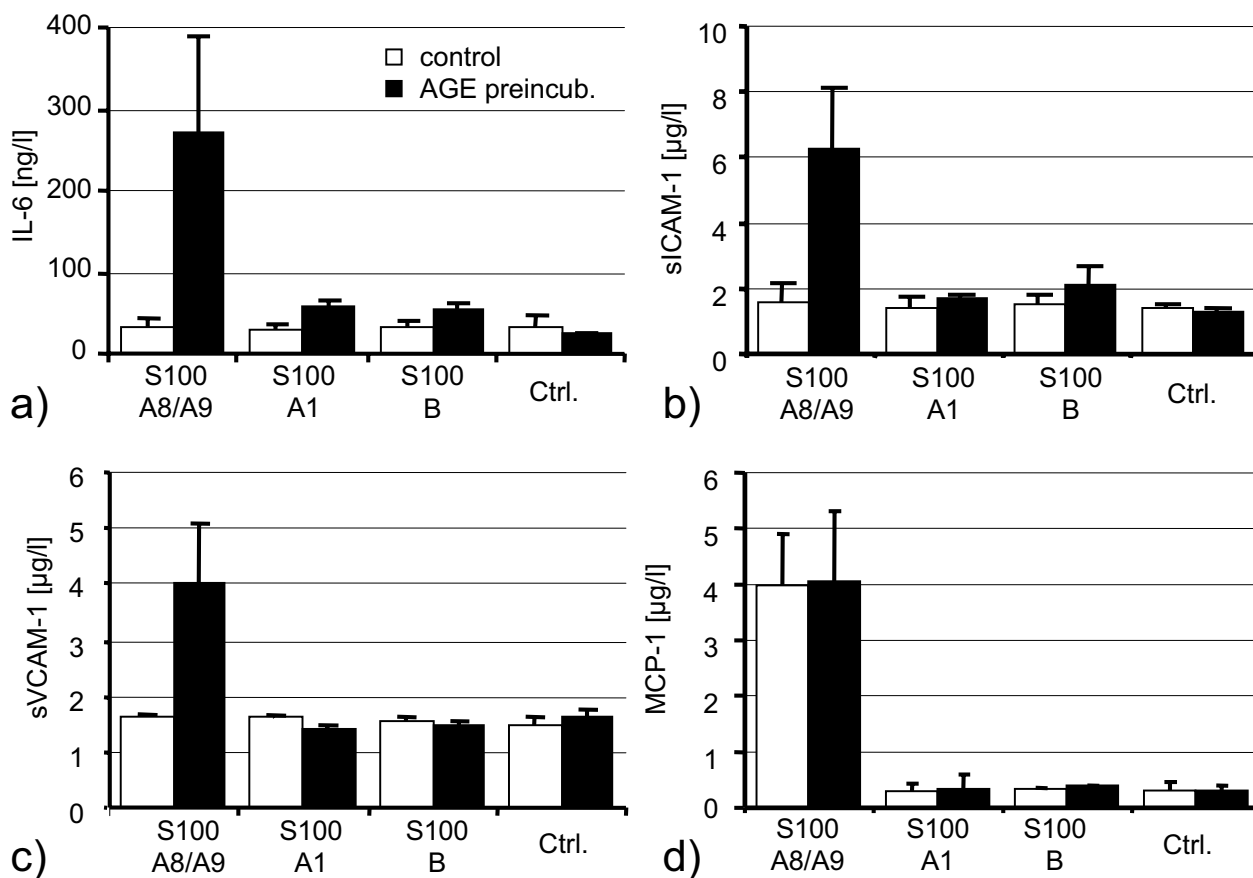 IL-6 [ng/l]
400
300
200
100
0
control
AGE preincub.
S100 S100 S100
A8/A9 A1 B Ctrl.
a)
sICAM-1 [µg/l]
10
8
6
4
2
0
S100 S100 S100
A8/A9 A1 B Ctrl.
b)
sVCAM-1 [µg/l]
6
5
4
3
2
1
0
S100 S100 S100
A8/A9 A1 B Ctrl.
c)
MCP-1 [µg/l]
6
5
4
3
2
1
0
S100 S100 S100
A8/A9 A1 B Ctrl.
d)